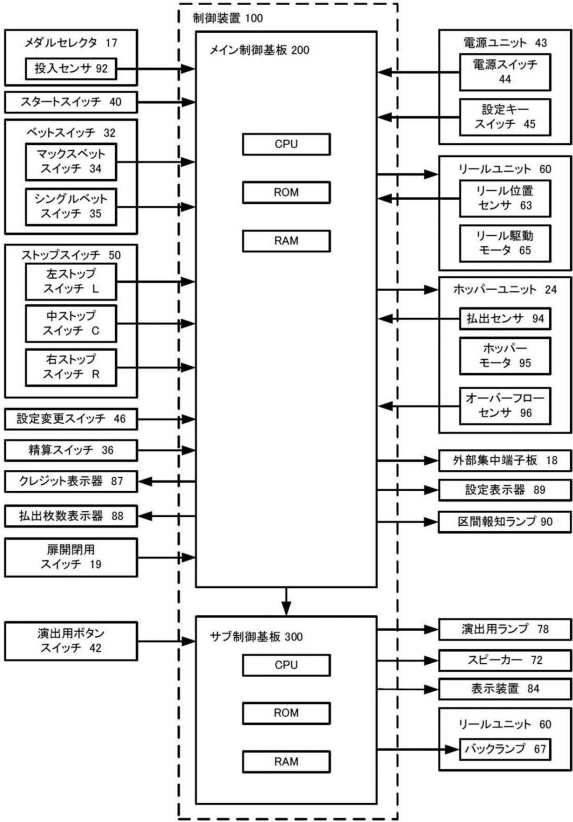 制御装置 100
メダルセレクタ 17
投入センサ 92
スタートスイッチ 40
ベットスイッチ 32
マックスベット
スイッチ 34
シングルベット
スイッチ 35
ストップスイッチ 50
左ストップ
スイッチ L
中ストップ
スイッチ C
右ストップ
スイッチ R
設定変更スイッチ 46
精算スイッチ 36
クレジット表示器 87
払出枚数表示器 88
扉開閉用
スイッチ 19
演出用ボタン
スイッチ 42
メイン制御基板 200
CPU
ROM
RAM
サブ制御基板 300
CPU
ROM
RAM
電源ユニット 43
電源スイッチ
44
設定キー
スイッチ 45
リールユニット 60
リール位置
センサ 63
リール駆動
モータ 65
ホッパーユニット 24
払出センサ 94
ホッパー
モータ 95
オーバーフロー
センサ 96
外部集中端子板 18
設定表示器 89
区間報知ランプ 90
演出用ランプ 78
スピーカー 72
表示装置 84
リールユニット 60
バックランプ 67